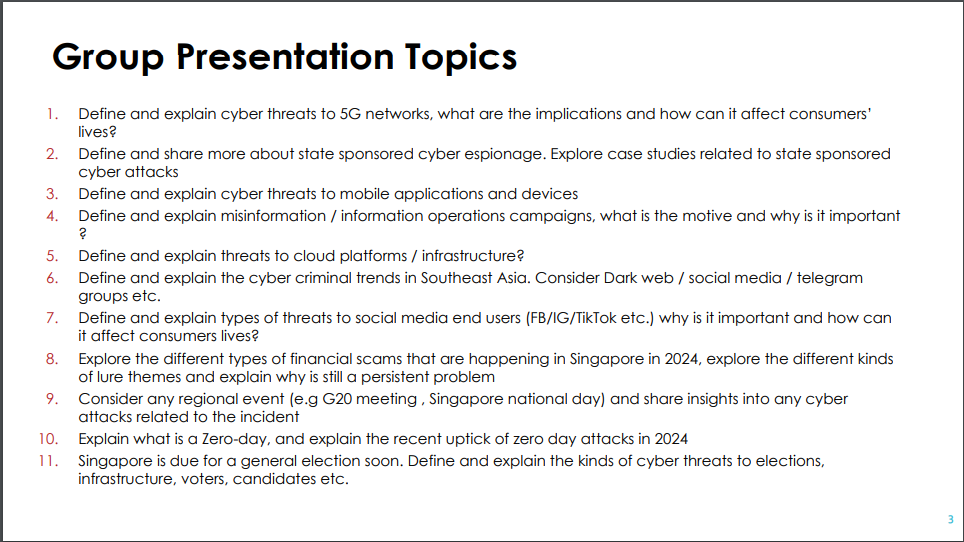 Group Presentation Topics
1. Define and explain cyber threats to 5G networks, what are the implications and how can it affect consumers'
lives?
2. Define and share more about state sponsored cyber espionage. Explore case studies related to state sponsored
cyber attacks
3. Define and explain cyber threats to mobile applications and devices
4. Define and explain misinformation / information operations campaigns, what is the motive and why is it important
?
5. Define and explain threats to cloud platforms / infrastructure?
6. Define and explain the cyber criminal trends in Southeast Asia. Consider Dark web / social media / telegram
groups etc.
7. Define and explain types of threats to social media end users (FB/IG/TikTok etc.) why is it important and how can
it affect consumers lives?
8. Explore the different types of financial scams that are happening in Singapore in 2024, explore the different kinds
of lure themes and explain why is still a persistent problem
9. Consider any regional event (e.g G20 meeting , Singapore national day) and share insights into any cyber
attacks related to the incident
10. Explain what is a Zero-day, and explain the recent uptick of zero day attacks in 2024
11. Singapore is due for a general election soon. Define and explain the kinds of cyber threats to elections,
infrastructure, voters, candidates etc.
3